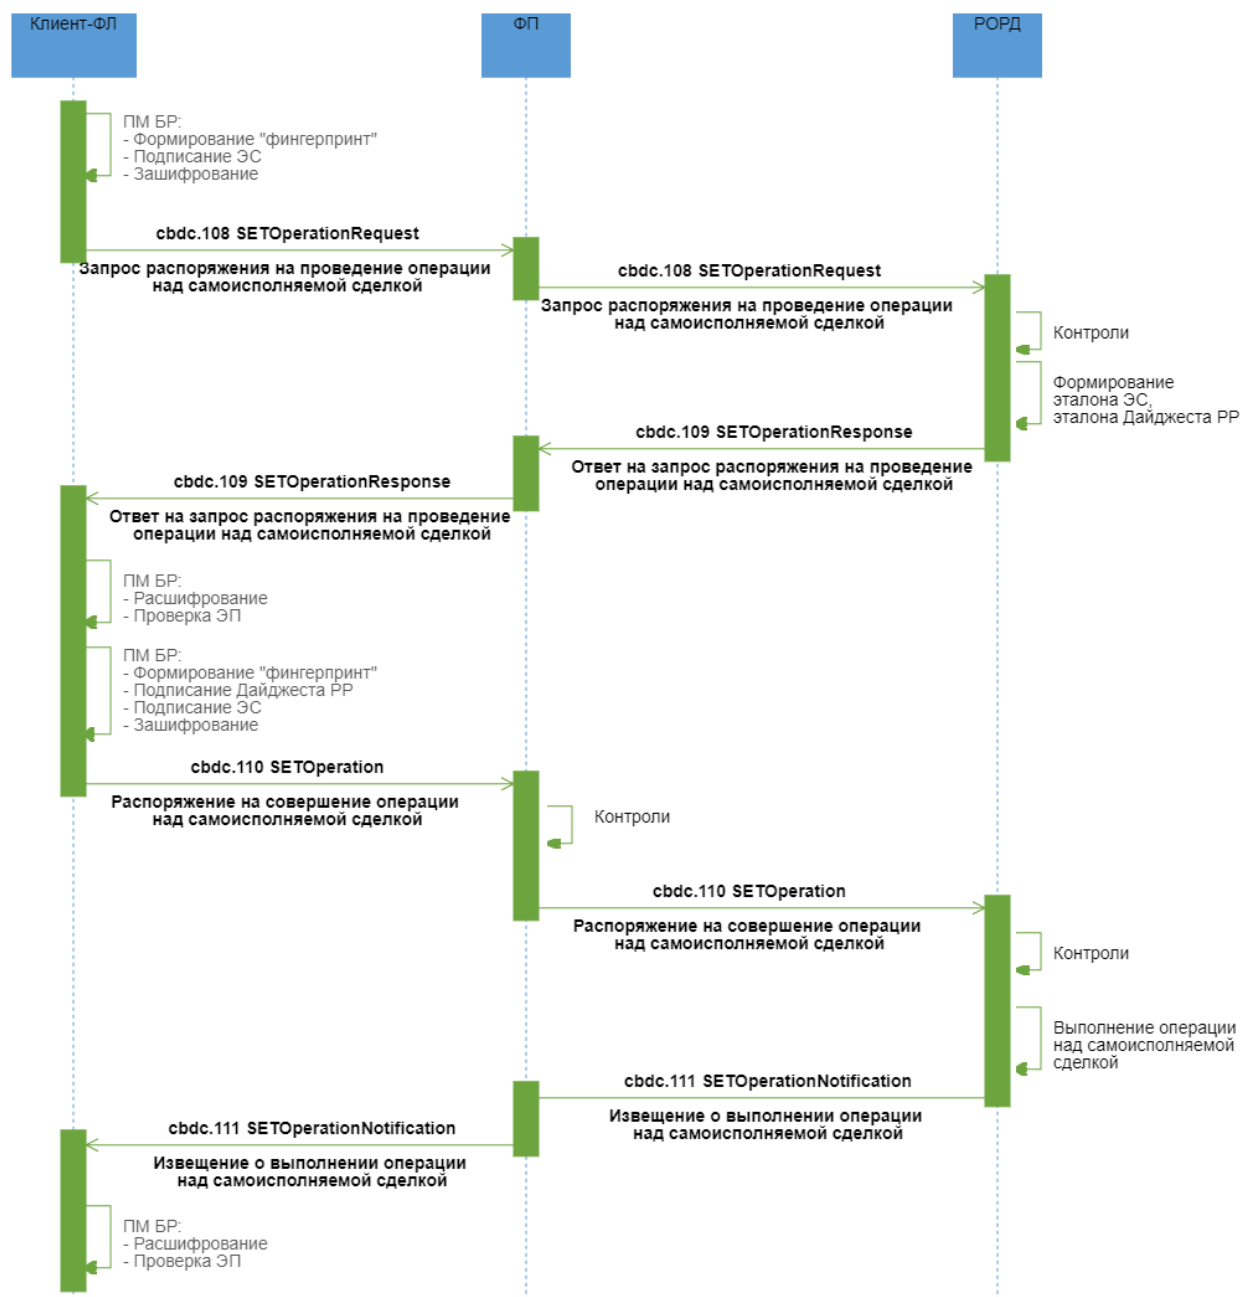 Клиент-ФЛ
ФП
РОРД
ПМ БР:
- Формирование "фингерпринт"
- Подписание ЭС
- Зашифрование
cbdc.108 SETOperationRequest
Запрос распоряжения на проведение операции
над самоисполняемой сделкой
cbdc.108 SETOperationRequest
Запрос распоряжения на проведение операции
над самоисполняемой сделкой
Контроли
Формирование
эталона ЭС,
эталона Дайджеста РР
cbdc.109 SETOperationResponse
Ответ на запрос распоряжения на проведение
операции над самоисполняемой сделкой
cbdc.109 SETOperationResponse
Ответ на запрос распоряжения на проведение
операции над самоисполняемой сделкой
ПМ БР:
- Расшифрование
- Проверка ЭП
ПМ БР:
- Формирование "фингерпринт"
- Подписание Дайджеста РР
- Подписание ЭС
- Зашифрование
cbdc.110 SETOperation
Распоряжение на совершение операции
над самоисполняемой сделкой
Контроли
cbdc.110 SETOperation
Распоряжение на совершение операции
над самоисполняемой сделкой
Контроли
Выполнение операции
над самоисполняемой
сделкой
cbdc.111 SETOperationNotification
Извещение о выполнении операции
над самоисполняемой сделкой
cbdc.111 SETOperationNotification
Извещение о выполнении операции
над самоисполняемой сделкой
ПМ БР:
- Расшифрование
- Проверка ЭП